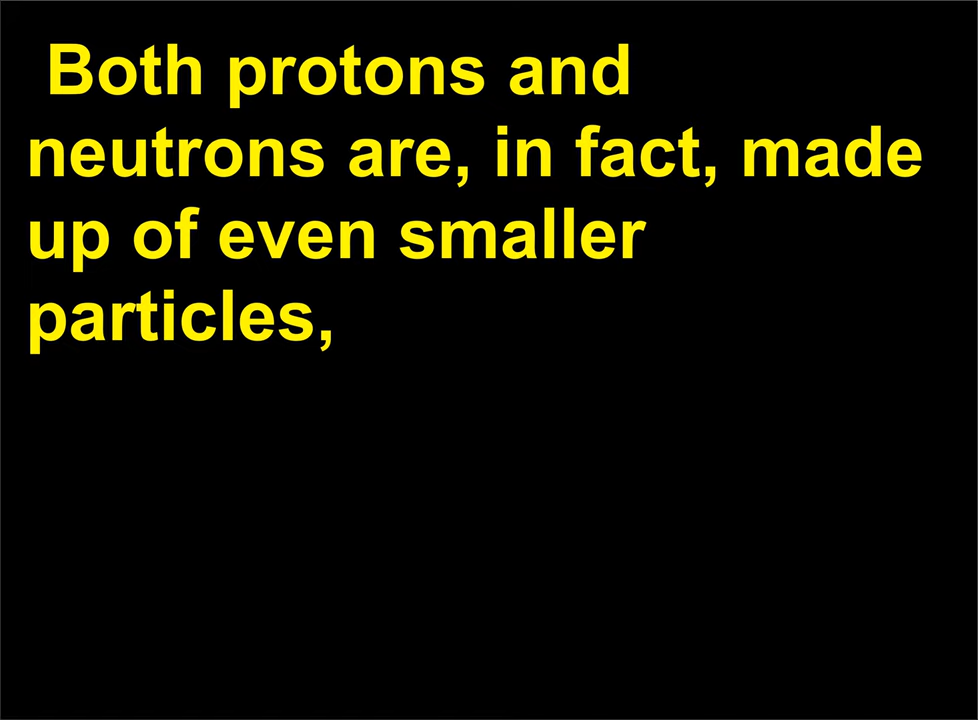 Both protons and
neutrons are, in fact, made
up of even smaller
particles,